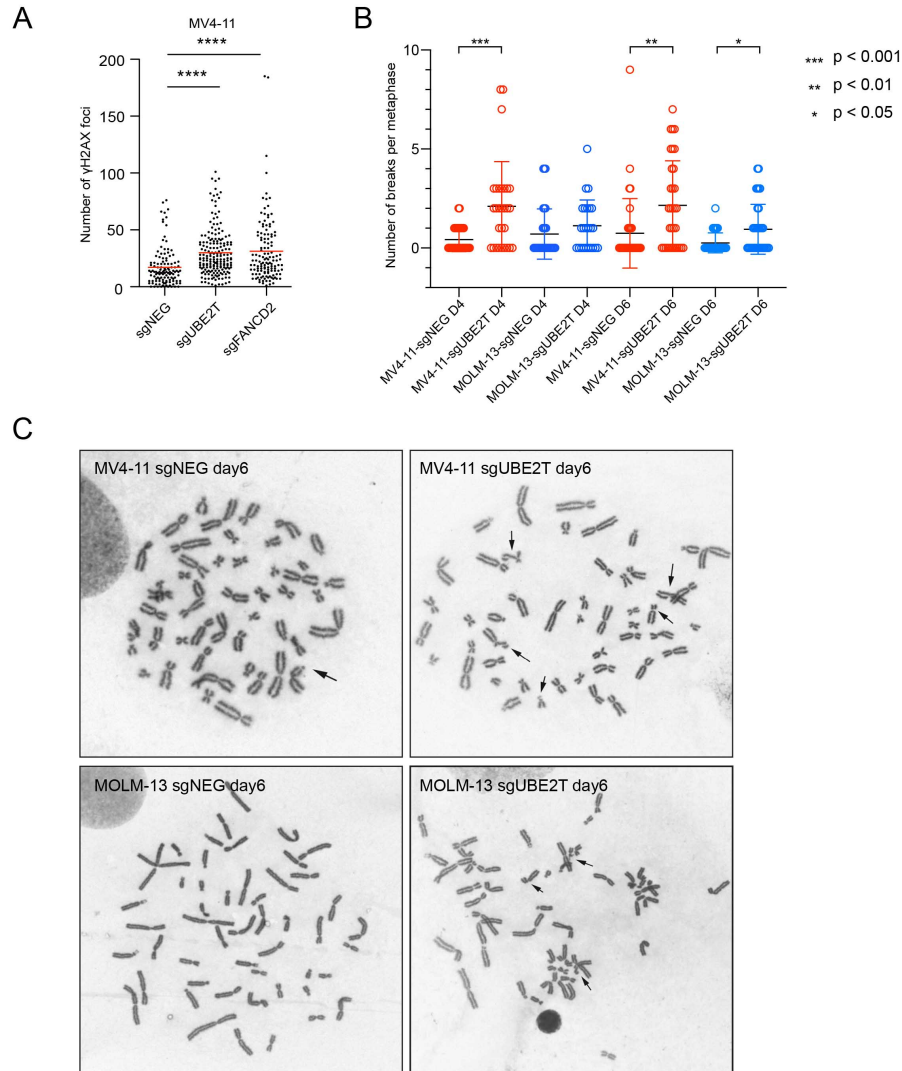 A
MV4-11
****
****
Number of γH2AX foci
200
150
100
50
0
sgNEG
sgUBE2T
sgFANCD2
B
***
**
*
*** p < 0.001
** p < 0.01
* p < 0.05
Number of breaks per metaphase
10
5
0
MV4-11-sgNEG D4
MV4-11-sgUBE2T D4
MOLM-13-sgNEG D4
MOLM-13-sgUBE2T D4
MV4-11-sgNEG D6
MV4-11-sgUBE2T D6
MOLM-13-sgNEG D6
MOLM-13-sgUBE2T D6
C
MV4-11 sgNEG day6
MV4-11 sgUBE2T day6
MOLM-13 sgNEG day6
MOLM-13 sgUBE2T day6